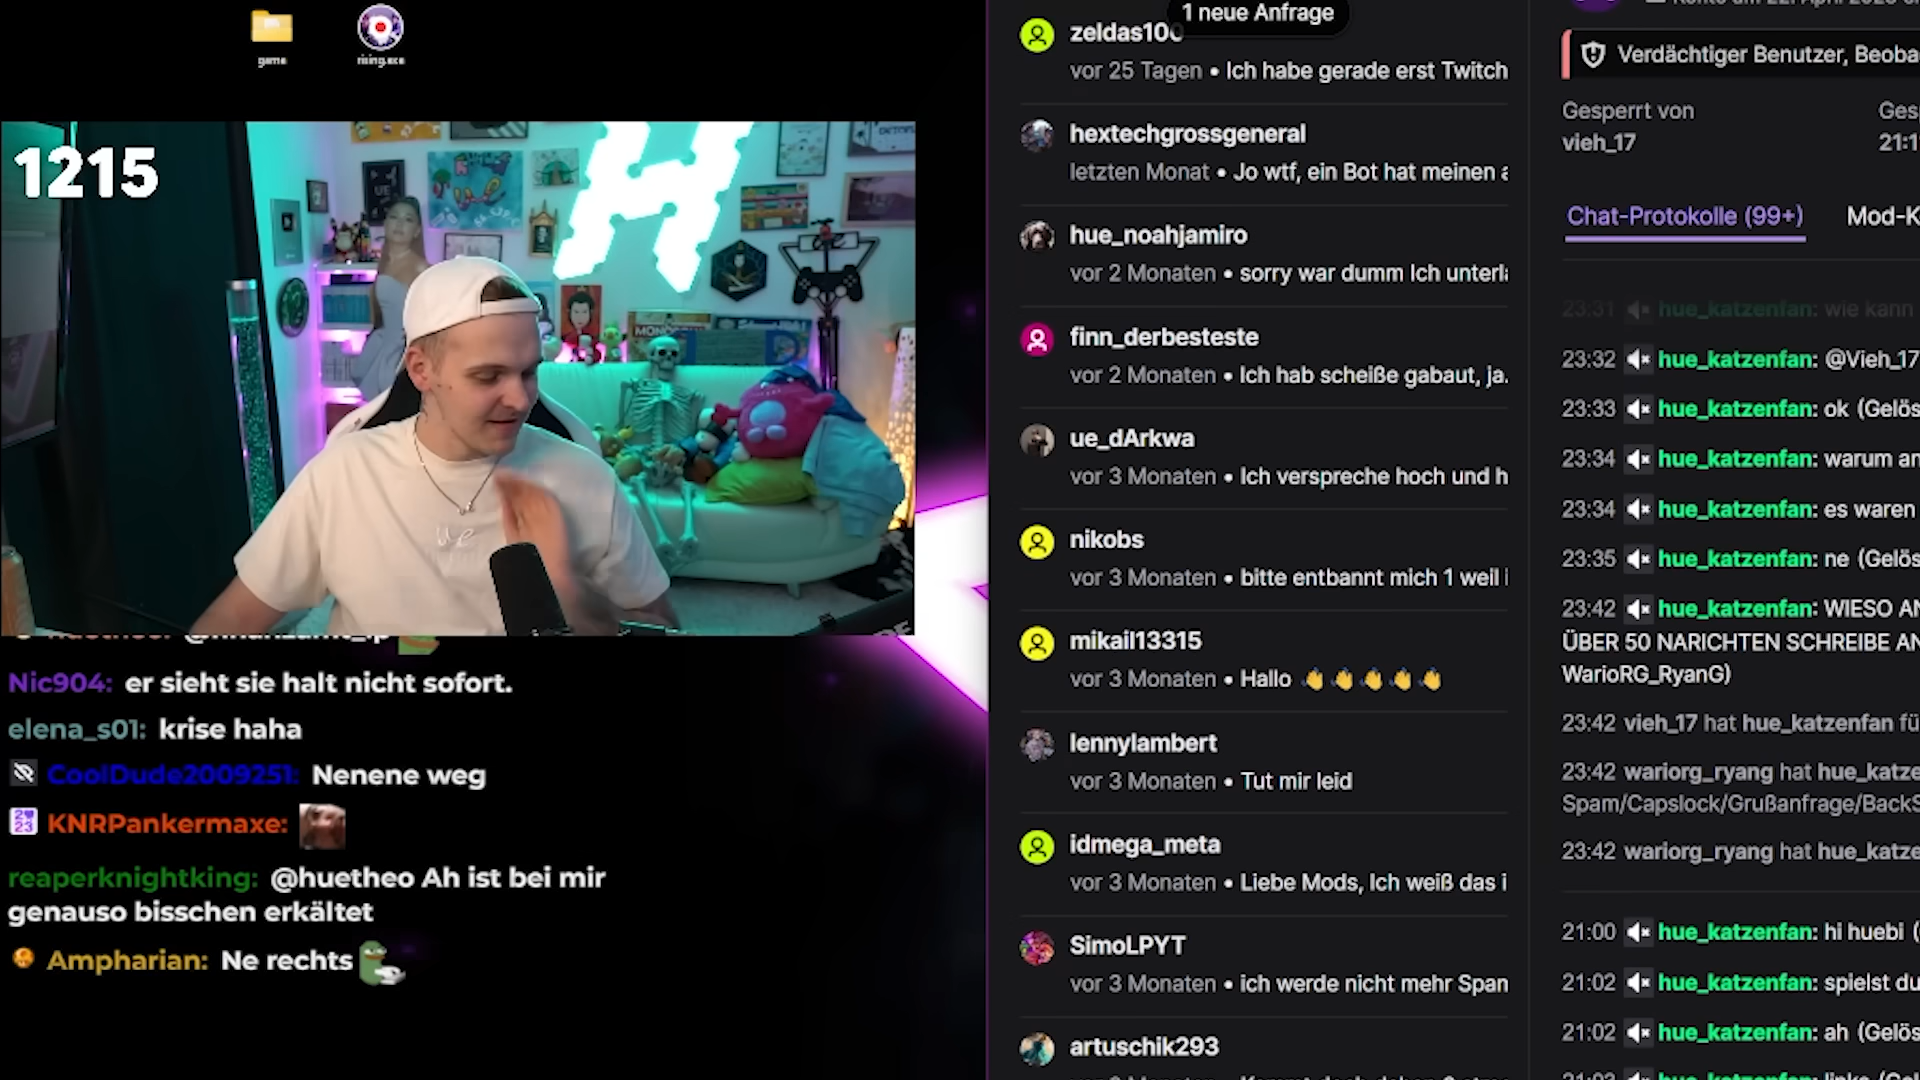 game
rising.exe
1215
MONOPOLY
ue
Nic904: er sieht sie halt nicht sofort.
elena_s01: krise haha
CoolDude2009251: Nenene weg
KNRPankermaxe:
reaperknightking: @huetheo Ah ist bei mir
genauso bisschen erkältet
Ampharian: Ne rechts
1 neue Anfrage
zeldas100
vor 25 Tagen • Ich habe gerade erst Twitch
hextechgrossgeneral
letzten Monat • Jo wtf, ein Bot hat meinen a
hue_noahjamiro
vor 2 Monaten • sorry war dumm Ich unterla
finn_derbesteste
vor 2 Monaten • Ich hab scheiße gabaut, ja.
ue_dArkwa
vor 3 Monaten • Ich verspreche hoch und h
nikobs
vor 3 Monaten • bitte entbannt mich 1 weil i
mikail13315
vor 3 Monaten • Hallo 👏👏👏👏👏
lennylambert
vor 3 Monaten • Tut mir leid
idmega_meta
vor 3 Monaten • Liebe Mods, Ich weiß das i
SimoLPYT
vor 3 Monaten • ich werde nicht mehr Span
artuschik293
Verdächtiger Benutzer, Beoba
Gesperrt von Ges
vieh_17 21:1
Chat-Protokolle (99+) Mod-K
23:31 hue_katzenfan: wie kann
23:32 hue_katzenfan: @Vieh_17
23:33 hue_katzenfan: ok (Gelös
23:34 hue_katzenfan: warum an
23:34 hue_katzenfan: es waren
23:35 hue_katzenfan: ne (Gelös
23:42 hue_katzenfan: WIESO AN
ÜBER 50 NARICHTEN SCHREIBE AN
WarioRG_RyanG)
23:42 vieh_17 hat hue_katzenfan fü
23:42 wariorg_ryang hat hue_katze
Spam/Capslock/Grußanfrage/BackS
23:42 wariorg_ryang hat hue_katze
21:00 hue_katzenfan: hi huebi (
21:02 hue_katzenfan: spielst du
21:02 hue_katzenfan: ah (Gelös